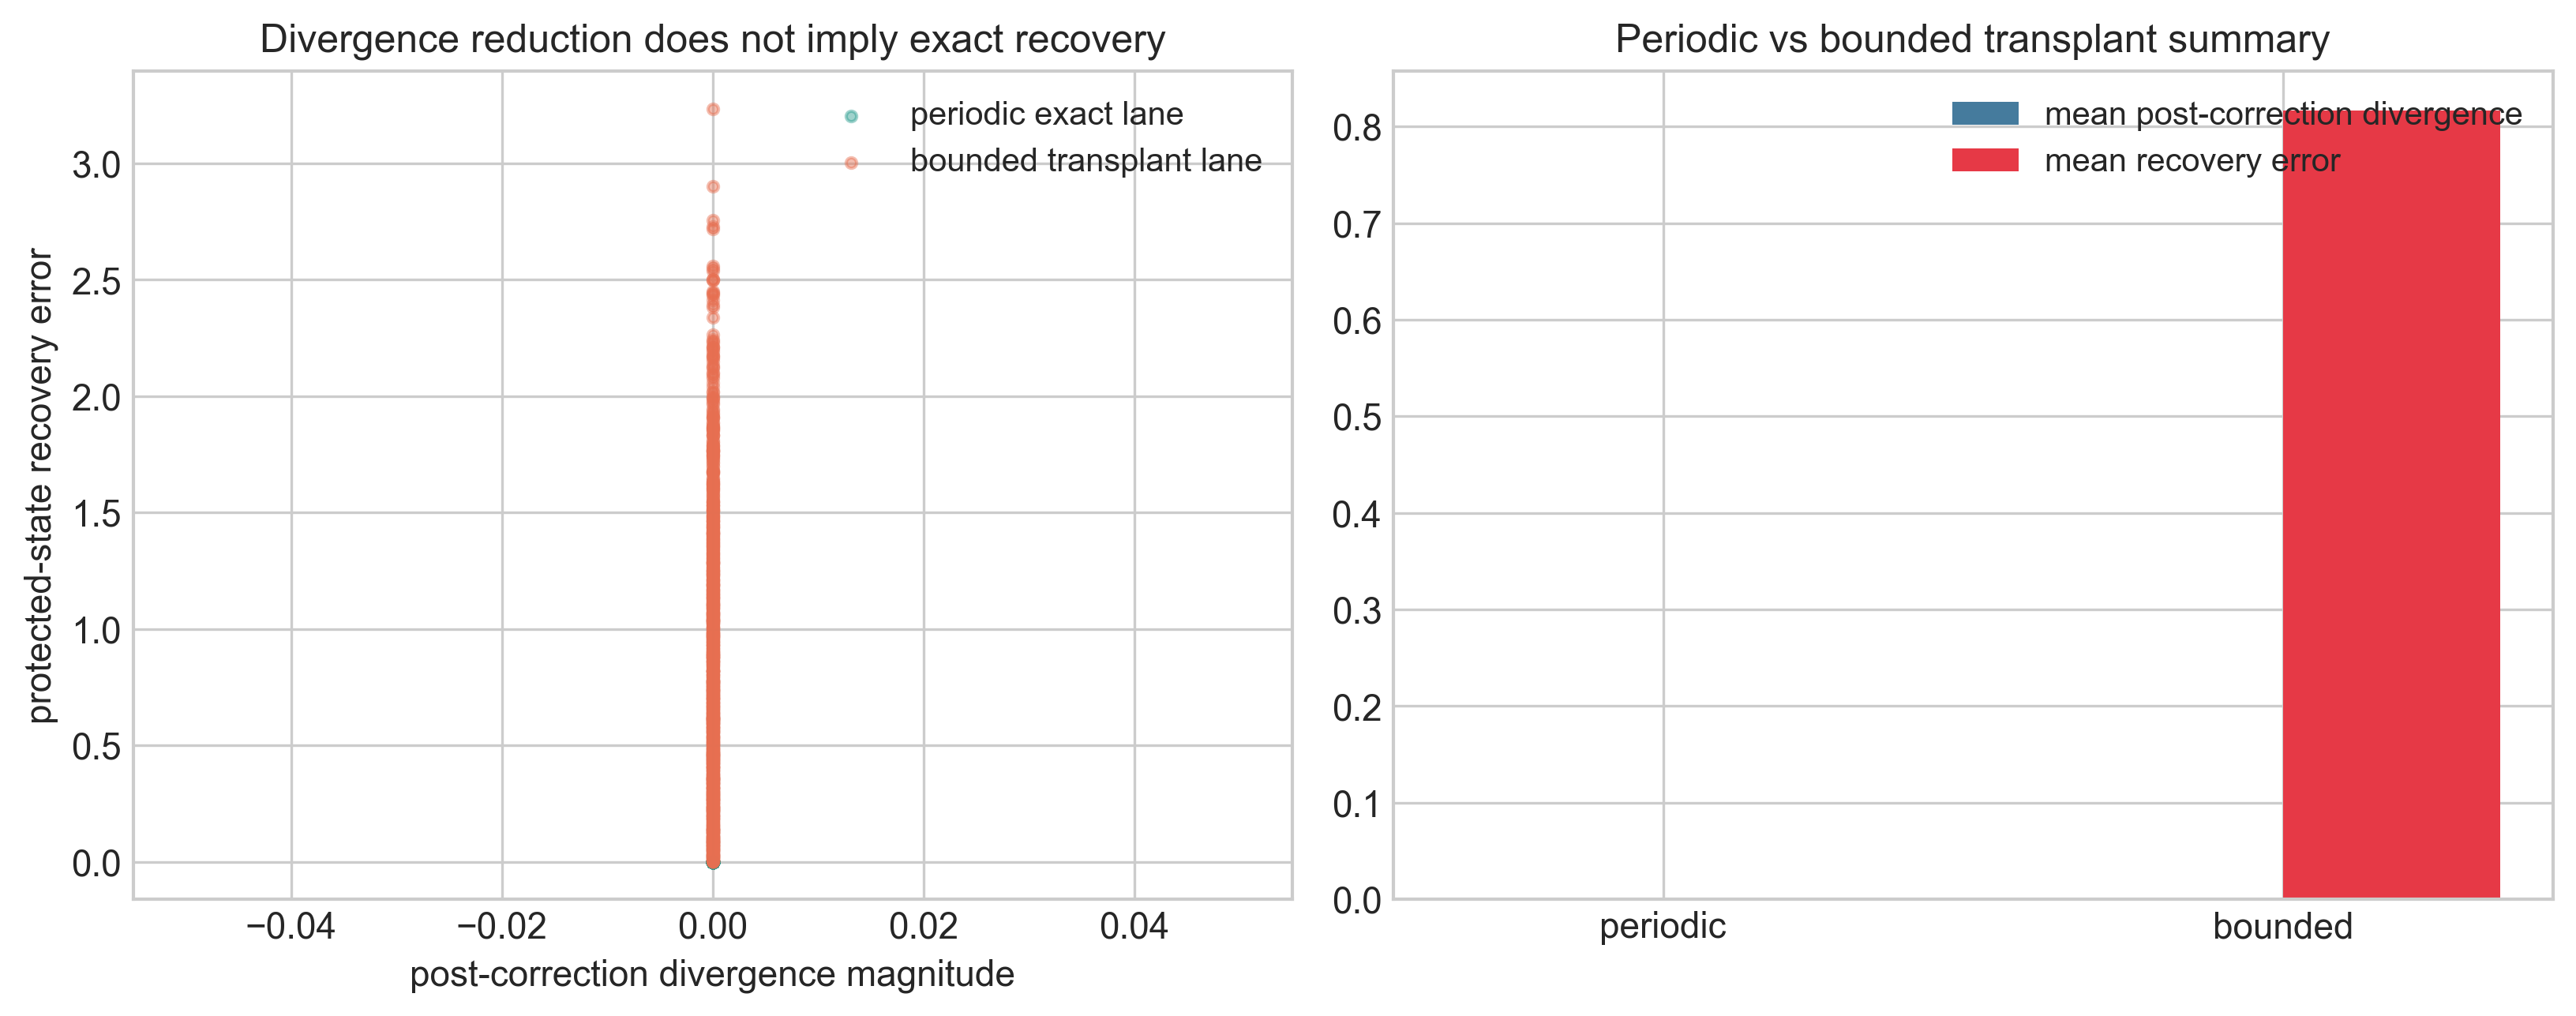 Divergence reduction does not imply exact recovery
periodic exact lane
bounded transplant lane
protected-state recovery error
3.0
2.5
2.0
1.5
1.0
0.5
0.0
−0.04
−0.02
0.00
0.02
0.04
post-correction divergence magnitude
Periodic vs bounded transplant summary
mean post-correction divergence
mean recovery error
0.8
0.7
0.6
0.5
0.4
0.3
0.2
0.1
0.0
periodic
bounded